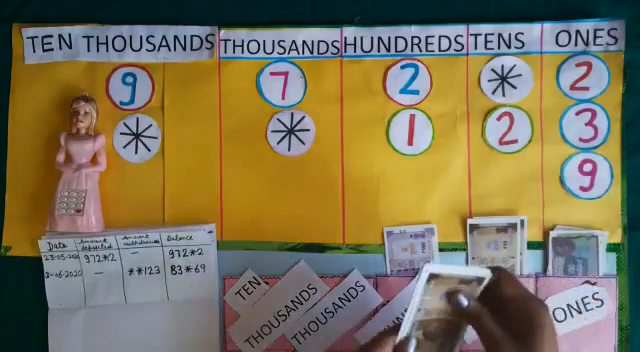 TEN THOUSANDS THOUSANDS HUNDREDS TENS ONES
9 7 2 * 2
* * 1 2 3
9
Date Amount deposited Amount withdrawn Balance
23-05-2020 972*2 — 972*2
3-06-2020 — **123 83*69
TEN
THOUSANDS
THOUSANDS
ONES